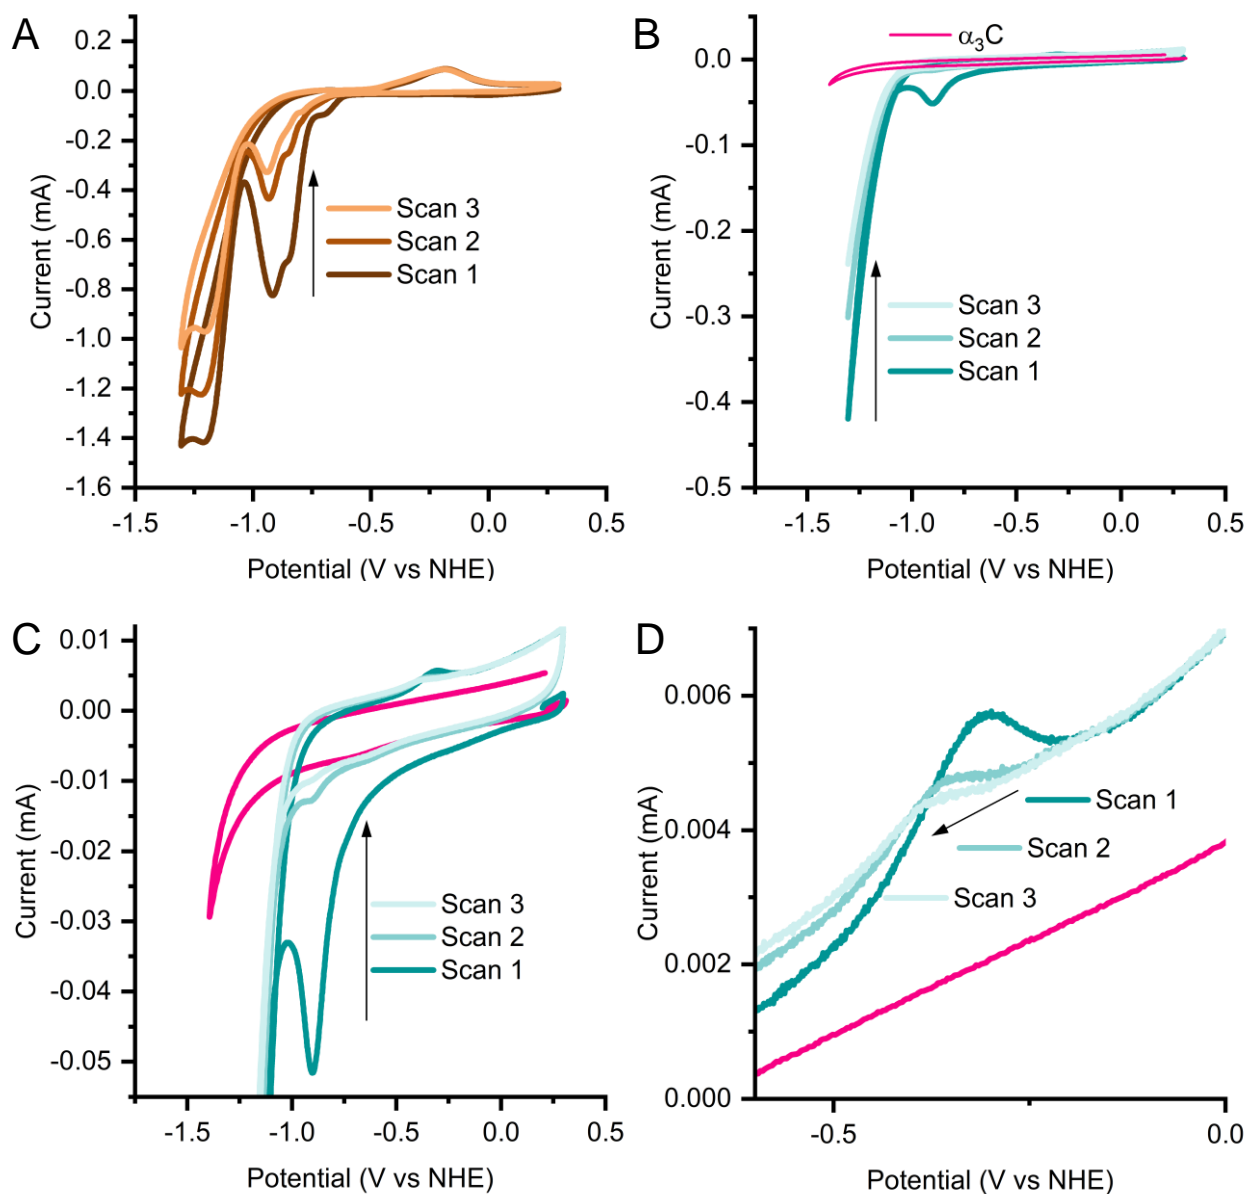 A
0.2
0.0
-0.2
-0.4
-0.6
-0.8
-1.0
-1.2
-1.4
-1.6
Current (mA)
Scan 3
Scan 2
Scan 1
-1.5 -1.0 -0.5 0.0 0.5
Potential (V vs NHE)
B
α₃C
0.0
-0.1
-0.2
-0.3
-0.4
-0.5
Current (mA)
Scan 3
Scan 2
Scan 1
-1.5 -1.0 -0.5 0.0 0.5
Potential (V vs NHE)
C
0.01
0.00
-0.01
-0.02
-0.03
-0.04
-0.05
Current (mA)
Scan 3
Scan 2
Scan 1
-1.5 -1.0 -0.5 0.0 0.5
Potential (V vs NHE)
D
0.006
0.004
0.002
0.000
Current (mA)
Scan 1
Scan 2
Scan 3
-0.5 0.0
Potential (V vs NHE)